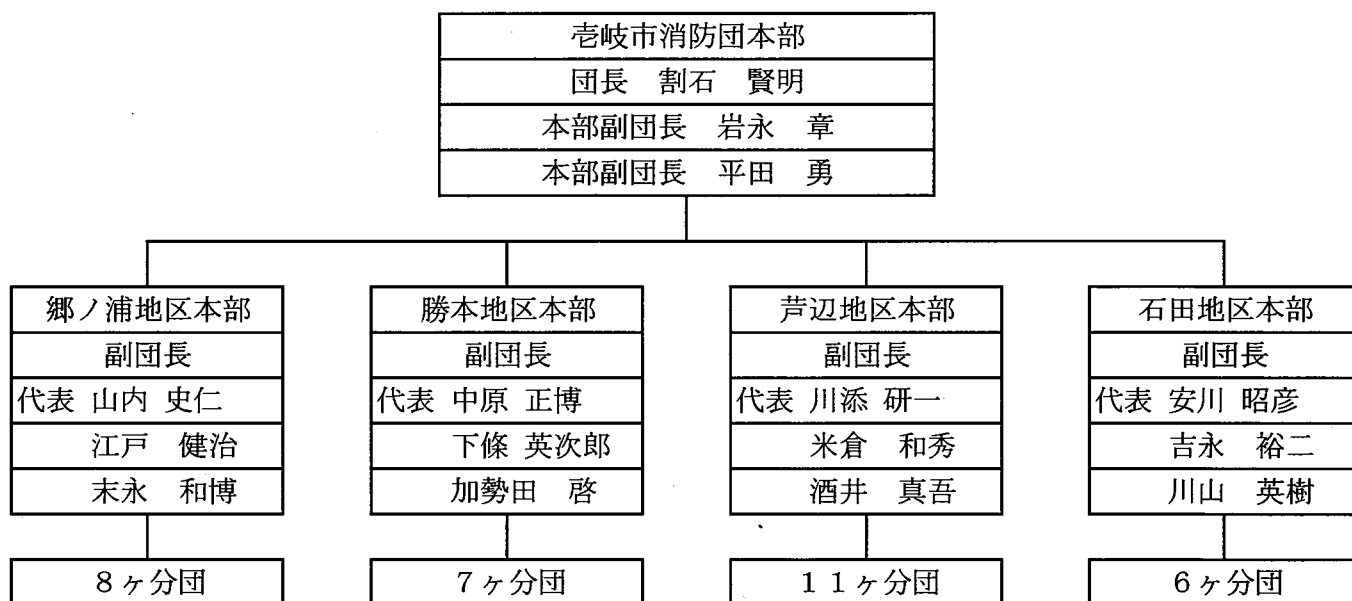 壱岐市消防団本部
団長　割石　賢明
本部副団長　岩永　章
本部副団長　平田　勇
郷ノ浦地区本部
副団長
代表 山内 史仁
江戸　健治
末永　和博
8ヶ分団
勝本地区本部
副団長
代表 中原 正博
下條 英次郎
加勢田　啓
7ヶ分団
芦辺地区本部
副団長
代表 川添 研一
米倉　和秀
酒井　真吾
11ヶ分団
石田地区本部
副団長
代表 安川 昭彦
吉永　裕二
川山　英樹
6ヶ分団